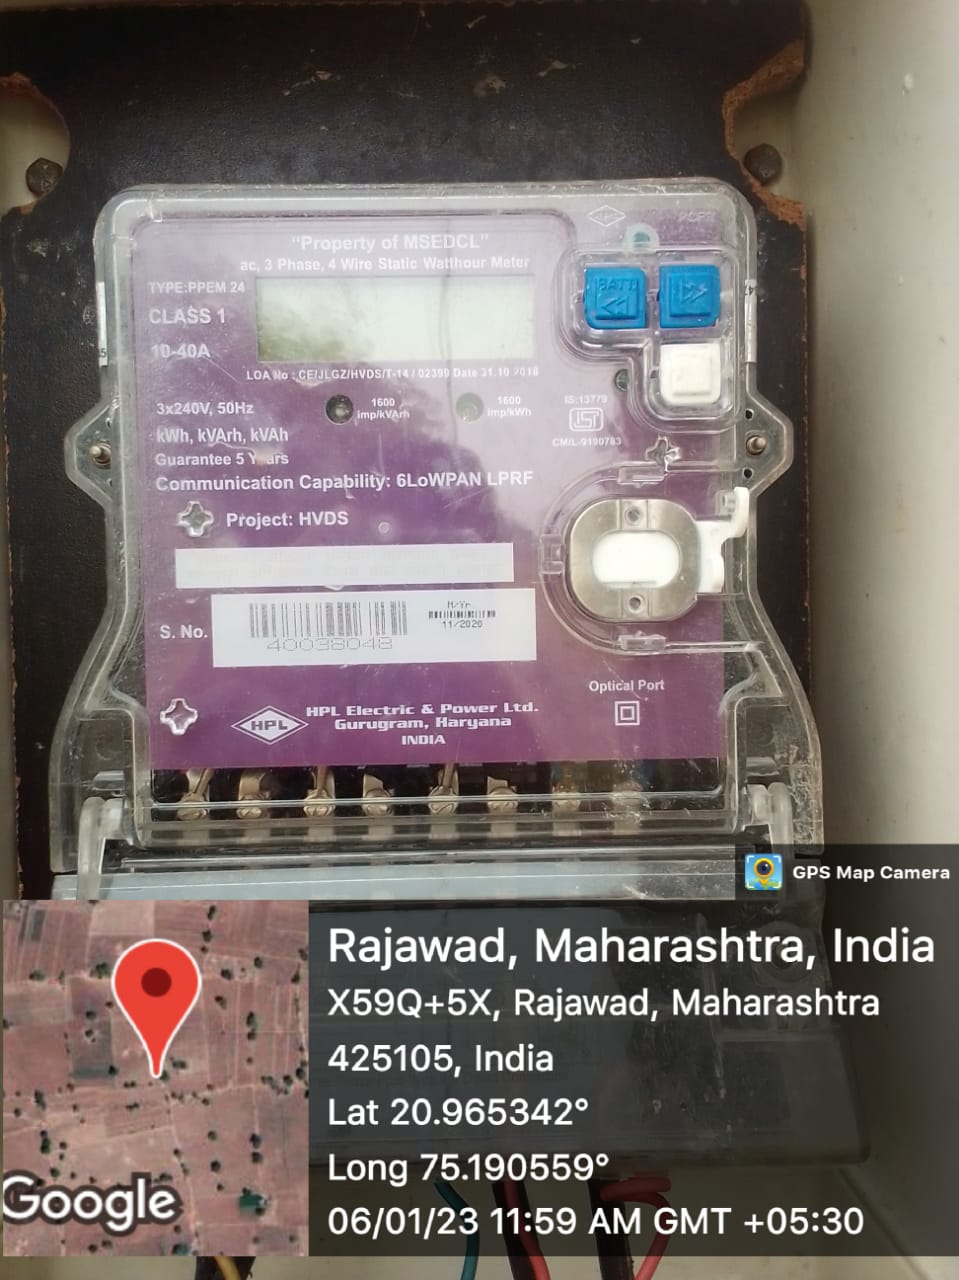 "Property of MSEDCL"
ac, 3 Phase, 4 Wire Static Watthour Meter
TYPE:PPEM 24
CLASS 1
10-40A
BATT
LOA No : CE/JLGZ/HVDS/T-14 / 02399 Date 31.10 2018
3x240V, 50Hz
1600
imp/kVArh
1600
imp/kWh
IS:13779
ISI
CM/L-9190783
kWh, kVArh, kVAh
Guarantee 5 Years
Communication Capability: 6LoWPAN LPRF
Project: HVDS
S. No.
40038048
M/Yr
11/2020
Optical Port
HPL
HPL Electric & Power Ltd.
Gurugram, Haryana
INDIA
GPS Map Camera
Rajawad, Maharashtra, India
X59Q+5X, Rajawad, Maharashtra
425105, India
Lat 20.965342°
Long 75.190559°
06/01/23 11:59 AM GMT +05:30
Google